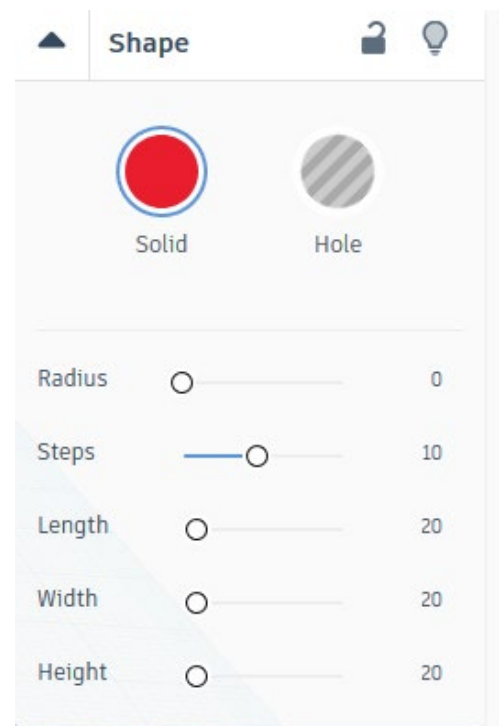 Shape
Solid Hole
Radius 0
Steps 10
Length 20
Width 20
Height 20